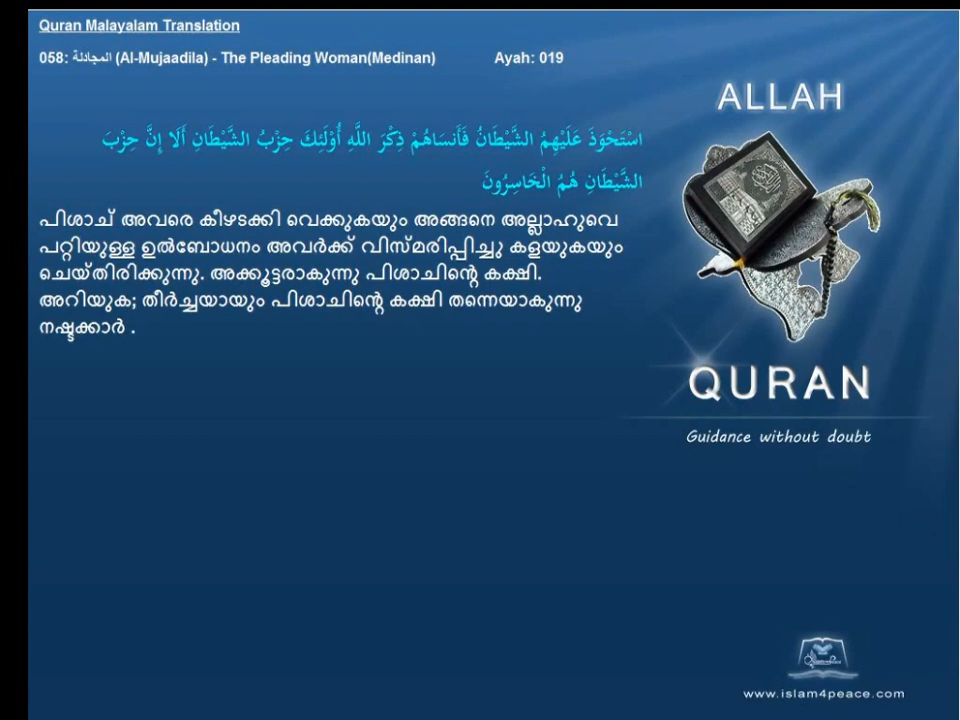 Quran Malayalam Translation
058: المجادلة (Al-Mujaadila) - The Pleading Woman(Medinan) Ayah: 019
اسْتَحْوَذَ عَلَيْهِمُ الشَّيْطَانُ فَأَنسَاهُمْ ذِكْرَ اللَّهِ أُوْلَئِكَ حِزْبُ الشَّيْطَانِ أَلَا إِنَّ حِزْبَ
الشَّيْطَانِ هُمُ الْخَاسِرُونَ
പിശാച് അവരെ കീഴടക്കി വെക്കുകയും അങ്ങനെ അല്ലാഹുവെ
പറ്റിയുള്ള ഉൽബോധനം അവർക്ക് വിസ്മരിപ്പിച്ചു കളയുകയും
ചെയ്തിരിക്കുന്നു. അക്കൂട്ടരാകുന്നു പിശാചിന്റെ കക്ഷി.
അറിയുക; തീർച്ചയായും പിശാചിന്റെ കക്ഷി തന്നെയാകുന്നു
നഷ്ടക്കാർ .
ALLAH
QURAN
Guidance without doubt
www.islam4peace.com